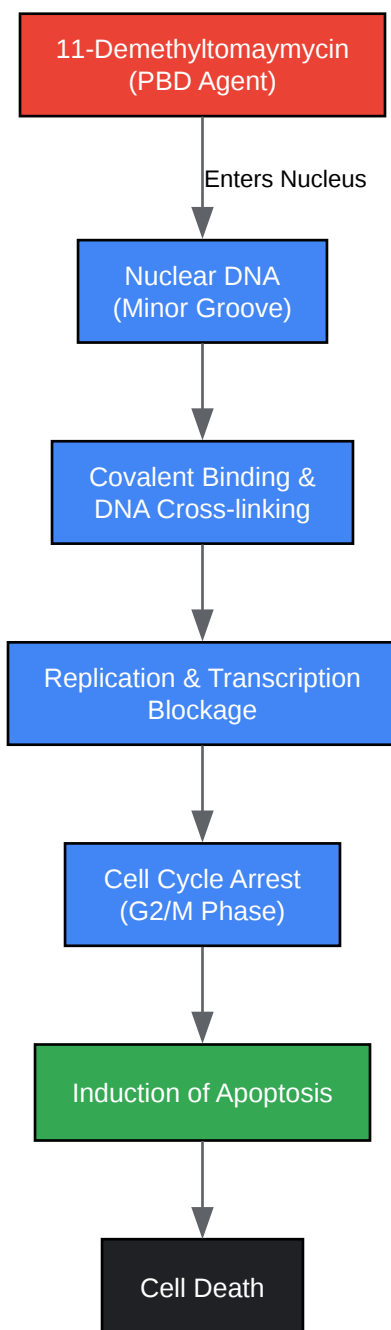 11-Demethyltomaymycin
(PBD Agent)
Enters Nucleus
Nuclear DNA
(Minor Groove)
Covalent Binding &
DNA Cross-linking
Replication & Transcription
Blockage
Cell Cycle Arrest
(G2/M Phase)
Induction of Apoptosis
Cell Death